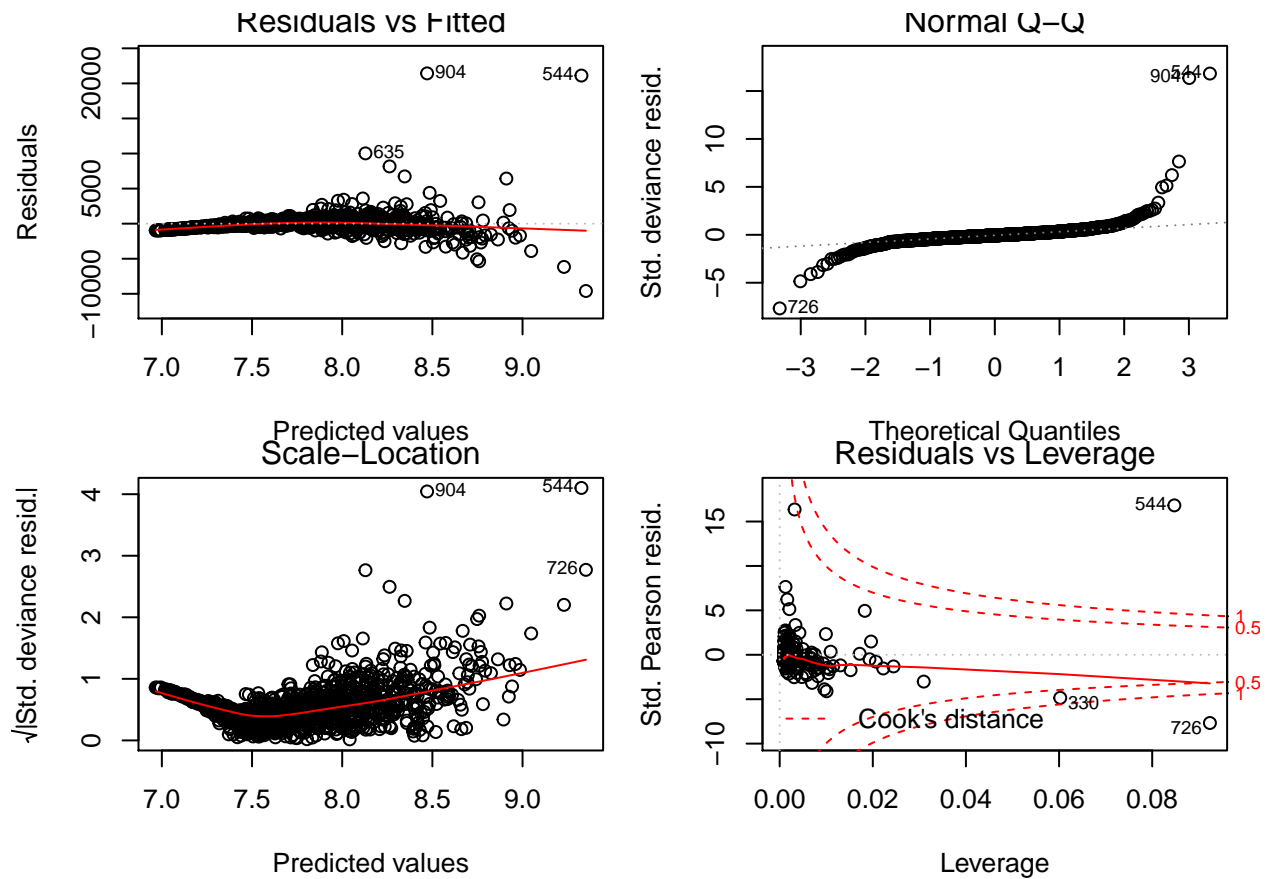 Residuals vs Fitted
Residuals
20000
5000
−10000
904
544
635
7.0 7.5 8.0 8.5 9.0
Predicted values
Normal Q−Q
Std. deviance resid.
10
5
0
−5
904
544
726
−3 −2 −1 0 1 2 3
Theoretical Quantiles
Scale−Location
√|Std. deviance resid.|
4
3
2
1
0
904
544
726
7.0 7.5 8.0 8.5 9.0
Predicted values
Residuals vs Leverage
Std. Pearson resid.
15
5
0
−10
544
1
0.5
0.5
1
330
726
Cook's distance
0.00 0.02 0.04 0.06 0.08
Leverage